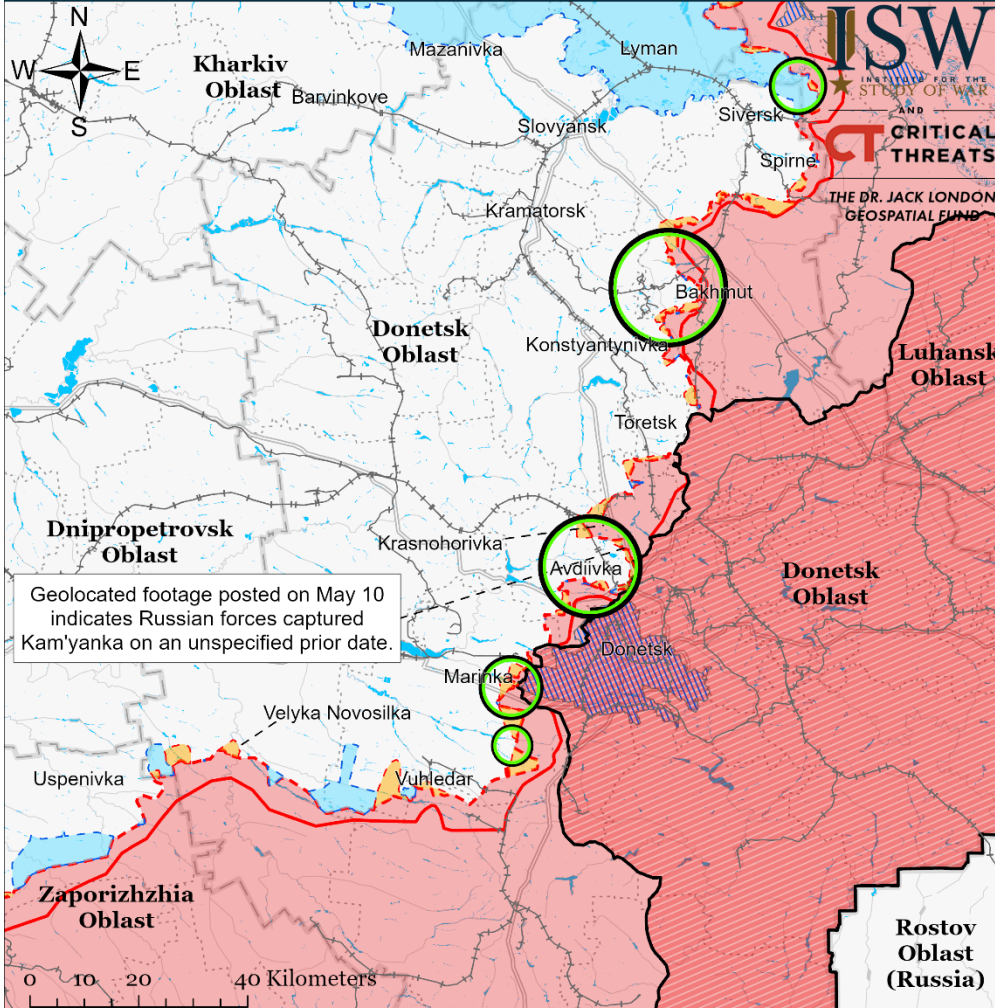 N
W
E
S
ISW
INSTITUTE FOR THE
STUDY OF WAR
AND
CT CRITICAL
THREATS
THE DR. JACK LONDON
GEOSPATIAL FUND
Kharkiv
Oblast
Mazanivka
Lyman
Barvinkove
Slovyansk
Siversk
Spirne
Kramatorsk
Bakhmut
Donetsk
Oblast
Konstyantynivka
Luhansk
Oblast
Toretsk
Dnipropetrovsk
Oblast
Krasnohorivka
Avdiivka
Donetsk
Oblast
Geolocated footage posted on May 10
indicates Russian forces captured
Kam'yanka on an unspecified prior date.
Donetsk
Marinka
Velyka Novosilka
Uspenivka
Vuhledar
Zaporizhzhia
Oblast
Rostov
Oblast
(Russia)
0 10 20 40 Kilometers